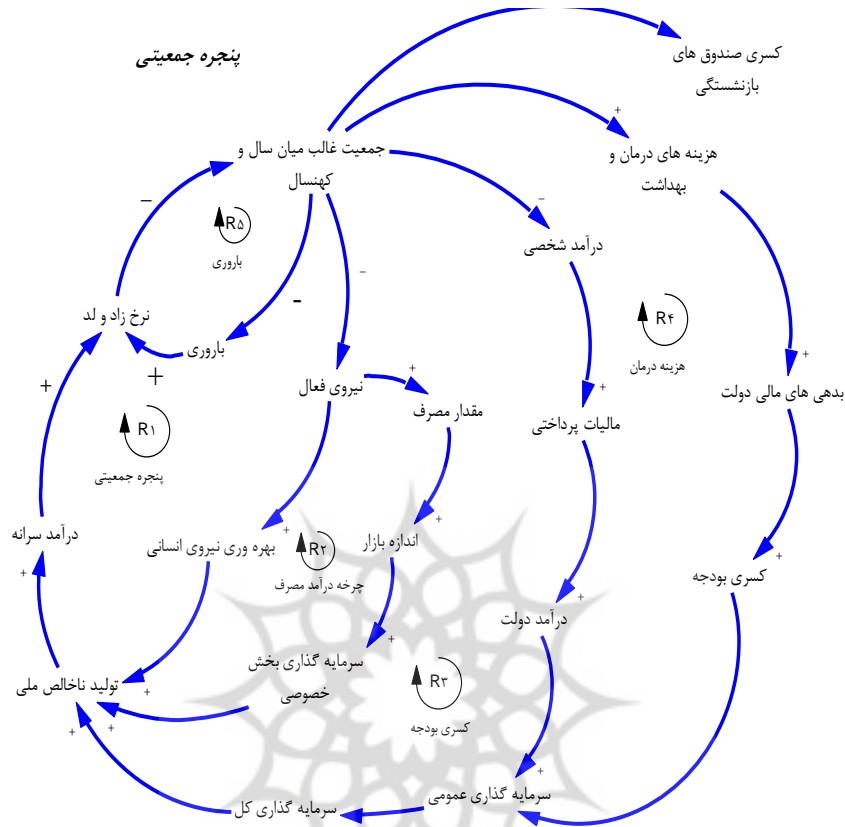 پنجره جمعیتی
کسری صندوق های
بازنشستگی
+
هزینه های درمان و
بهداشت
جمعیت غالب میان سال و
کهنسال
–
درآمد شخصی
–
R۵
باروری
نرخ زاد و لد
–
–
باروری
+
R۴
هزینه درمان
+
بدهی های مالی دولت
نیروی فعال
+
مقدار مصرف
+
مالیات پرداختی
+
R۱
پنجره جمعیتی
درآمد سرانه
+
+
بهره وری نیروی انسانی
R۲
چرخه درآمد مصرف
+
اندازه بازار
+
کسری بودجه
+
درآمد دولت
+
سرمایه گذاری بخش
خصوصی
R۳
کسری بودجه
تولید ناخالص ملی
+
+
+
+
سرمایه گذاری عمومی
سرمایه گذاری کل